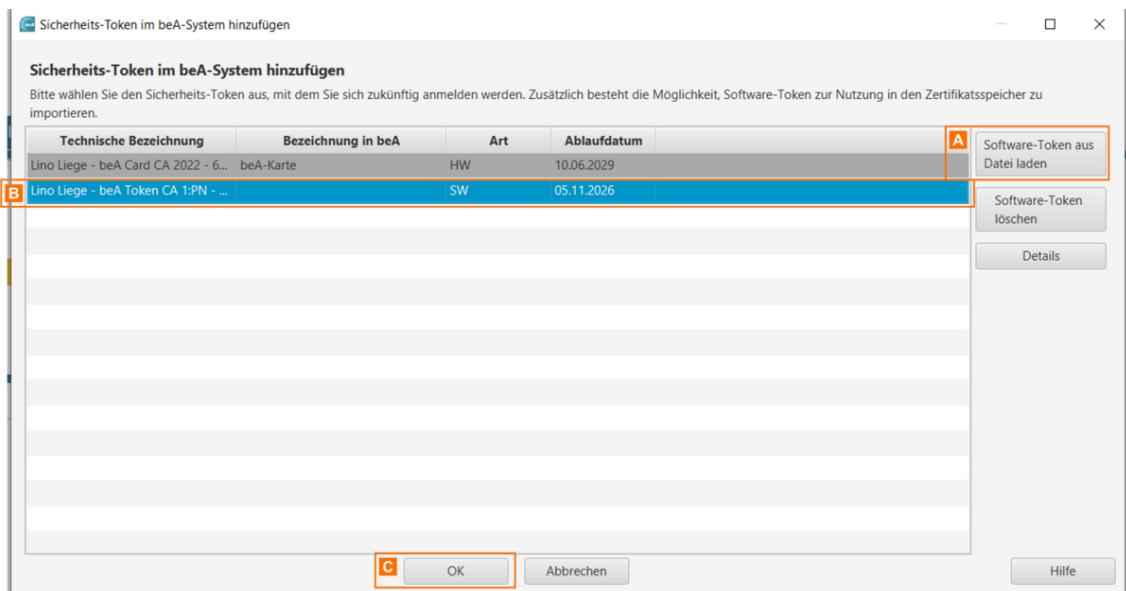 Sicherheits-Token im beA-System hinzufügen
Sicherheits-Token im beA-System hinzufügen
Bitte wählen Sie den Sicherheits-Token aus, mit dem Sie sich zukünftig anmelden werden. Zusätzlich besteht die Möglichkeit, Software-Token zur Nutzung in den Zertifikatsspeicher zu
importieren.
Technische Bezeichnung Bezeichnung in beA Art Ablaufdatum
A Software-Token aus
Datei laden
Lino Liege - beA Card CA 2022 - 6... beA-Karte HW 10.06.2029
B Lino Liege - beA Token CA 1:PN - ... SW 05.11.2026
Software-Token
löschen
Details
C OK Abbrechen Hilfe